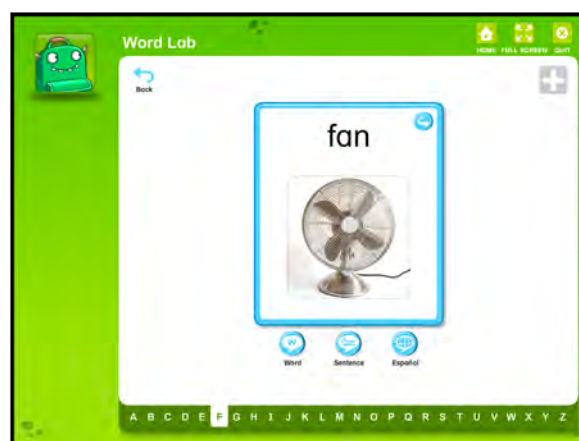 Word Lab
HOME FULL SCREEN QUIT
Back
fan
W
Word Sentence Español
A B C D E F G H I J K L M N O P Q R S T U V W X Y Z